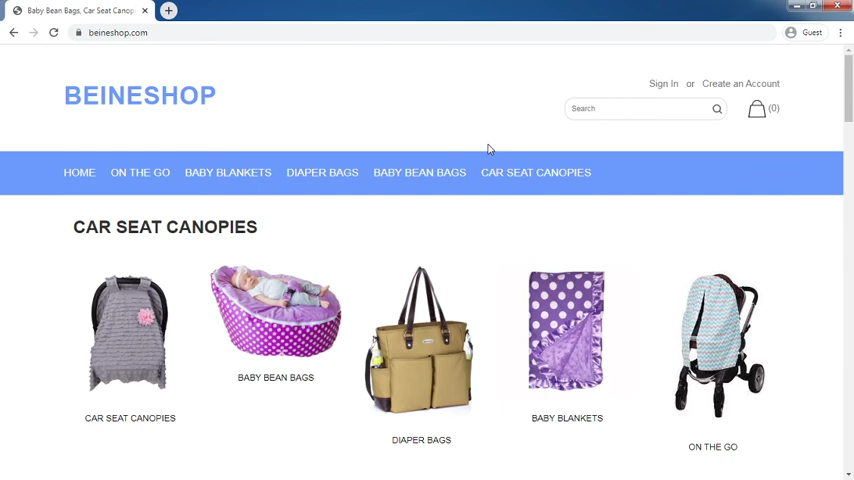 Baby Bean Bags, Car Seat Canop
beineshop.com
Guest
Sign In or Create an Account
BEINESHOP
Search
(0)
HOME ON THE GO BABY BLANKETS DIAPER BAGS BABY BEAN BAGS CAR SEAT CANOPIES
CAR SEAT CANOPIES
BABY BEAN BAGS
CAR SEAT CANOPIES
BABY BLANKETS
DIAPER BAGS
ON THE GO